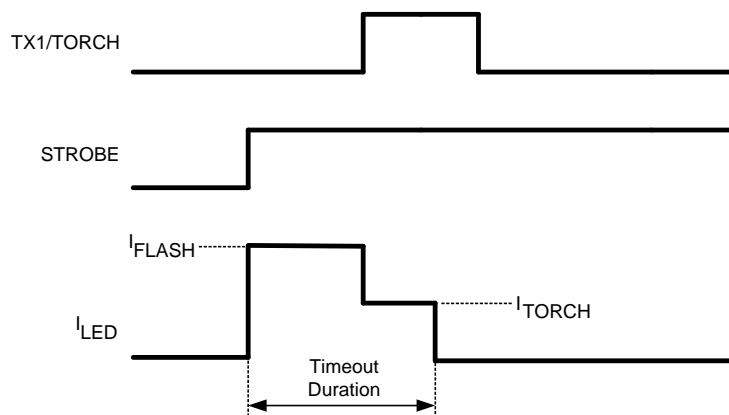 TX1/TORCH
STROBE
IFLASH
ITORCH
ILED
Timeout
Duration